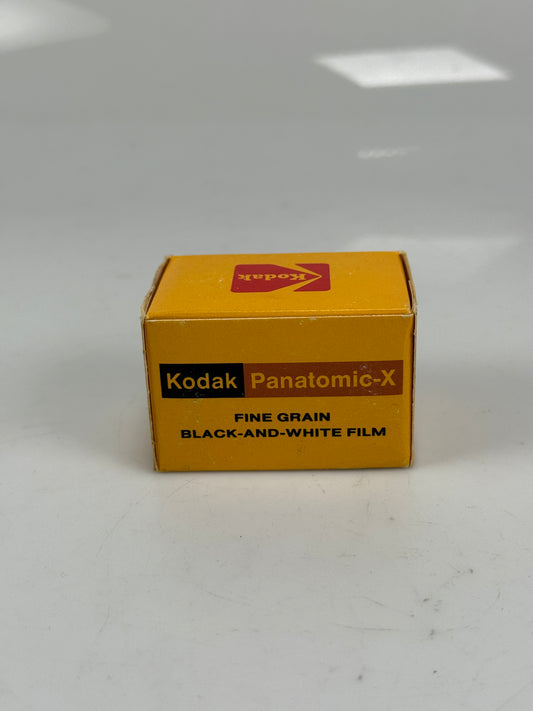 Kodak
Kodak Panatomic-X
FINE GRAIN
BLACK-AND-WHITE FILM